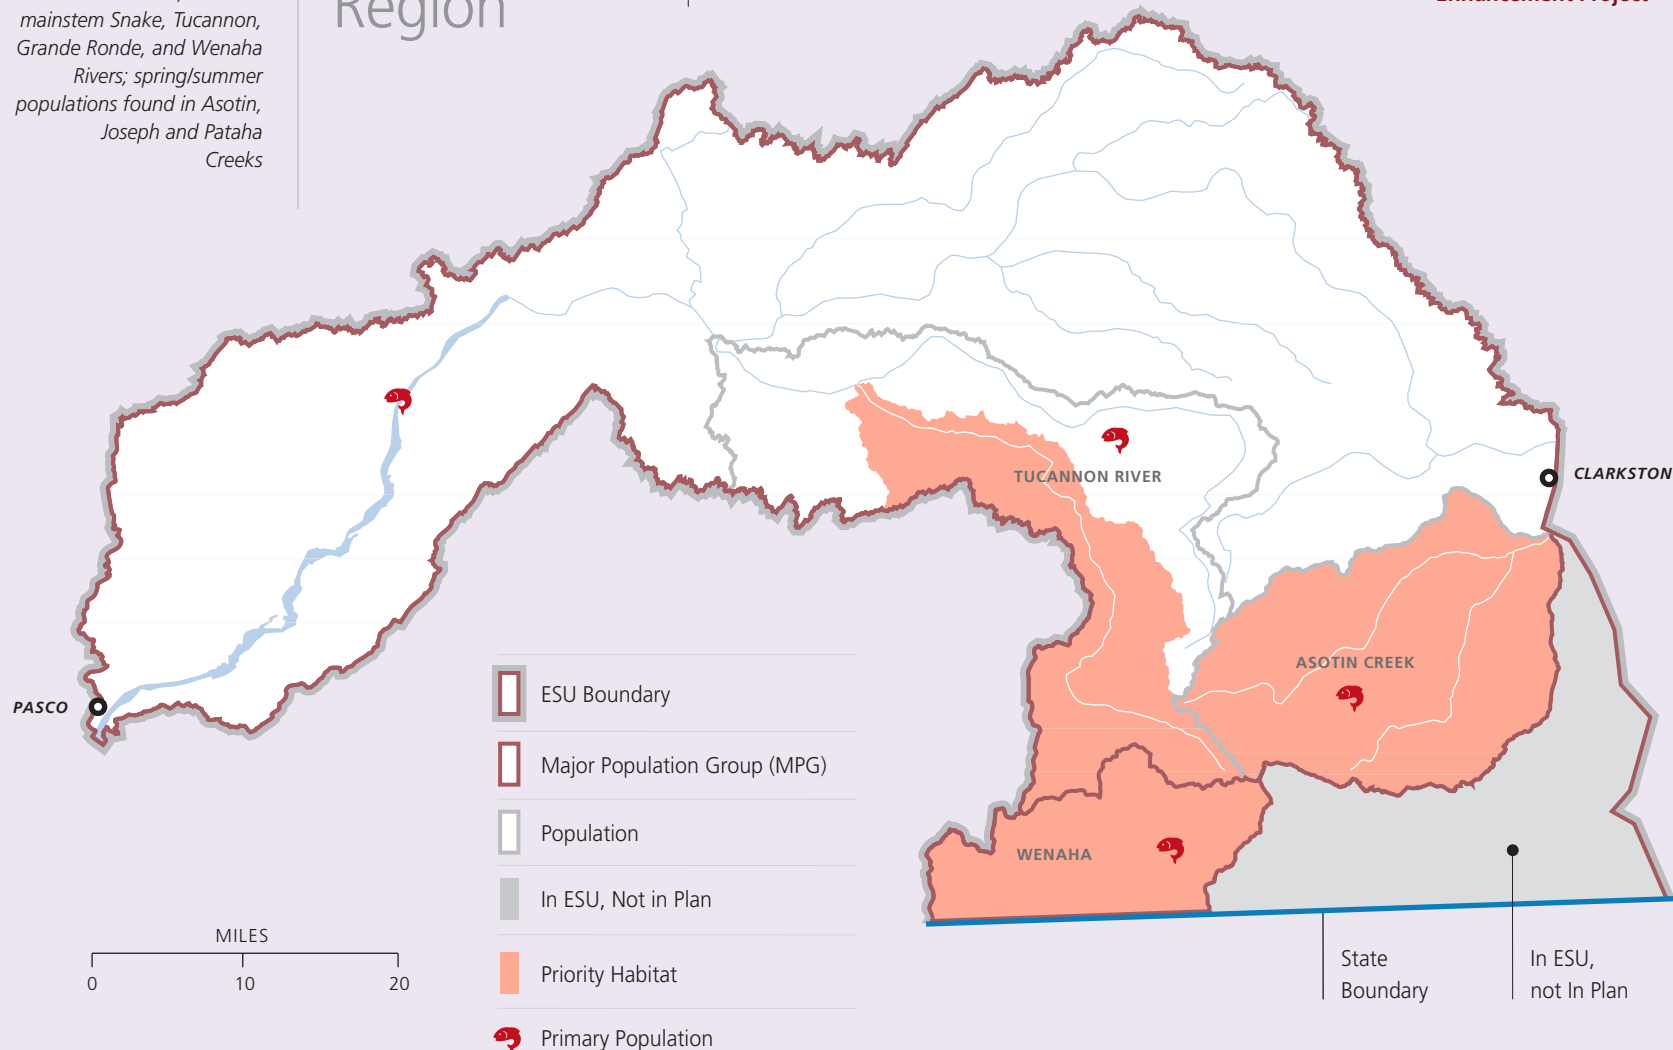 mainstem Snake, Tucannon,
Grande Ronde, and Wenaha
Rivers; spring/summer
populations found in Asotin,
Joseph and Pataha
Creeks
Region
Enhancement Project
TUCANNON RIVER
CLARKSTON
ASOTIN CREEK
PASCO
WENAHA
ESU Boundary
Major Population Group (MPG)
Population
In ESU, Not in Plan
Priority Habitat
Primary Population
MILES
0 10 20
State
Boundary
In ESU,
not In Plan